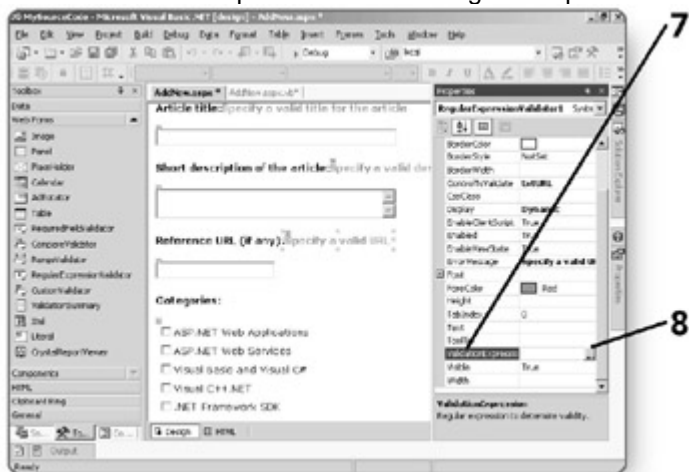 MySourceCode - Microsoft Visual Basic .NET [design] - AddNew.aspx *
File Edit View Project Build Debug Data Format Table Insert Frames Tools Window Help
Debug
Toolbox
AddNew.aspx*
Properties
Data
Web Forms
Image
Panel
PlaceHolder
Calendar
AdRotator
Table
RequiredFieldValidator
CompareValidator
RangeValidator
RegularExpressionValidator
CustomValidator
ValidationSummary
Xml
Literal
CrystalReportViewer
Components
HTML
Clipboard Ring
General
Article title: Specify a valid title for the article
Short description of the article: Specify a valid des
Reference URL (if any). Specify a valid URL.
Categories:
ASP.NET Web Applications
ASP.NET Web Services
Visual Basic and Visual C#
Visual C++ .NET
.NET Framework SDK
Design HTML
RegularExpressionValidator1
BorderColor
BorderStyle NotSet
BorderWidth
ControlToValidate txtURL
CssClass
Display Dynamic
EnableClientScript True
Enabled True
EnableViewState True
ErrorMessage Specify a valid UR
Font
ForeColor Red
Height
TabIndex 0
Text
ToolTip
ValidationExpression
Visible True
Width
ValidationExpression
Regular expression to determine validity.
Solution Explorer
Properties
Output
Ready
7
8